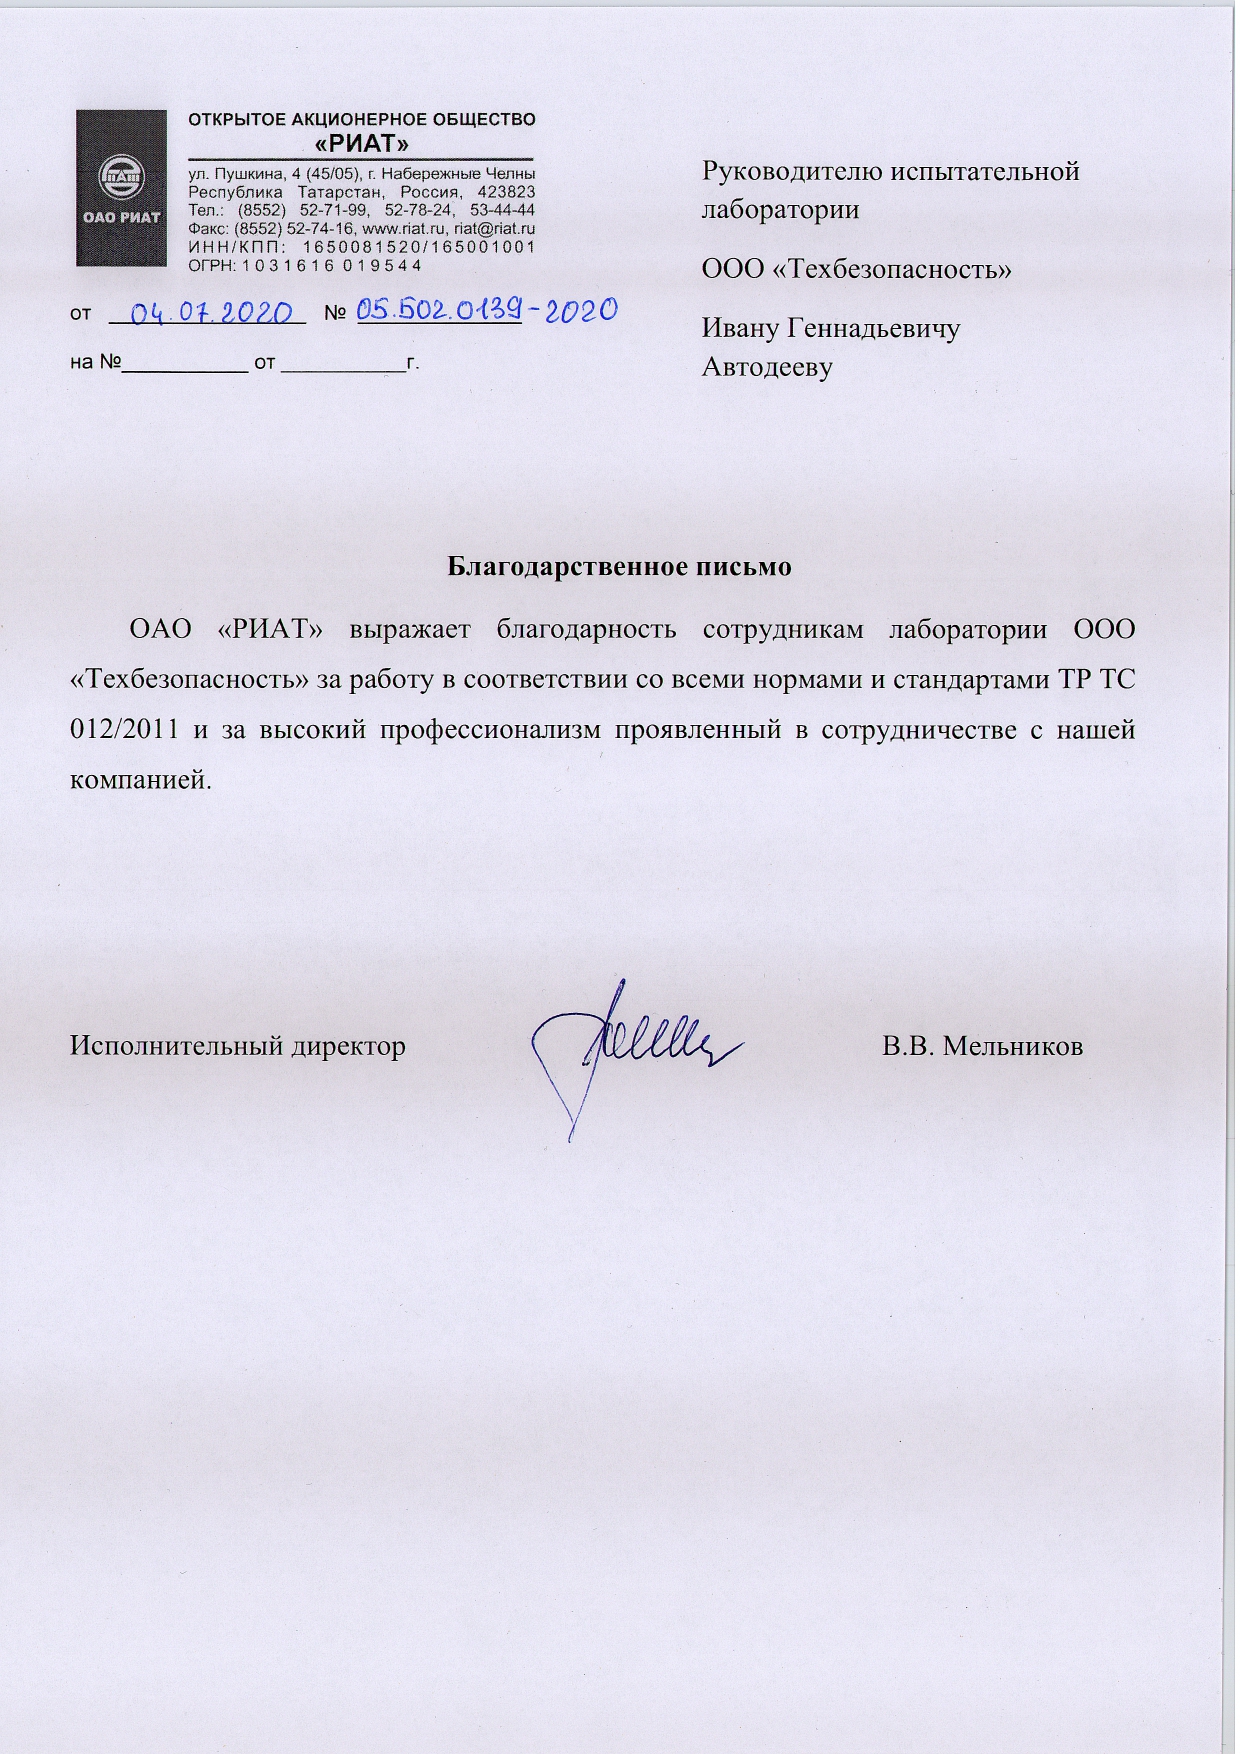 ОТКРЫТОЕ АКЦИОНЕРНОЕ ОБЩЕСТВО
«РИАТ»
ОАО РИАТ
ул. Пушкина, 4 (45/05), г. Набережные Челны
Республика Татарстан, Россия, 423823
Тел.: (8552) 52-71-99, 52-78-24, 53-44-44
Факс: (8552) 52-74-16, www.riat.ru, riat@riat.ru
ИНН/КПП: 1650081520/165001001
ОГРН: 1031616 019544
от 04.07.2020 № 05.502.0139-2020
на №__________ от __________г.
Руководителю испытательной
лаборатории
ООО «Техбезопасность»
Ивану Геннадьевичу
Автодееву
Благодарственное письмо
ОАО «РИАТ» выражает благодарность сотрудникам лаборатории ООО
«Техбезопасность» за работу в соответствии со всеми нормами и стандартами ТР ТС
012/2011 и за высокий профессионализм проявленный в сотрудничестве с нашей
компанией.
Исполнительный директор В.В. Мельников